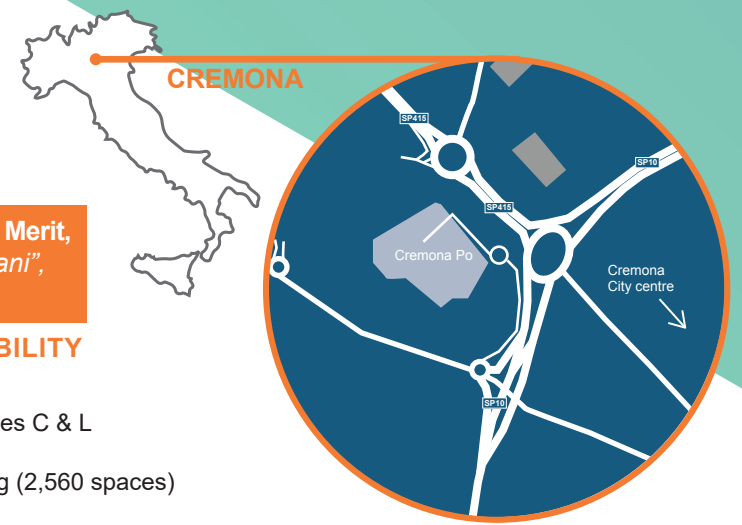 CREMONA
SP415
SP10
SP415
Merit,
ani”,
Cremona Po
Cremona
City centre
BILITY
SP10
es C & L
g (2,560 spaces)